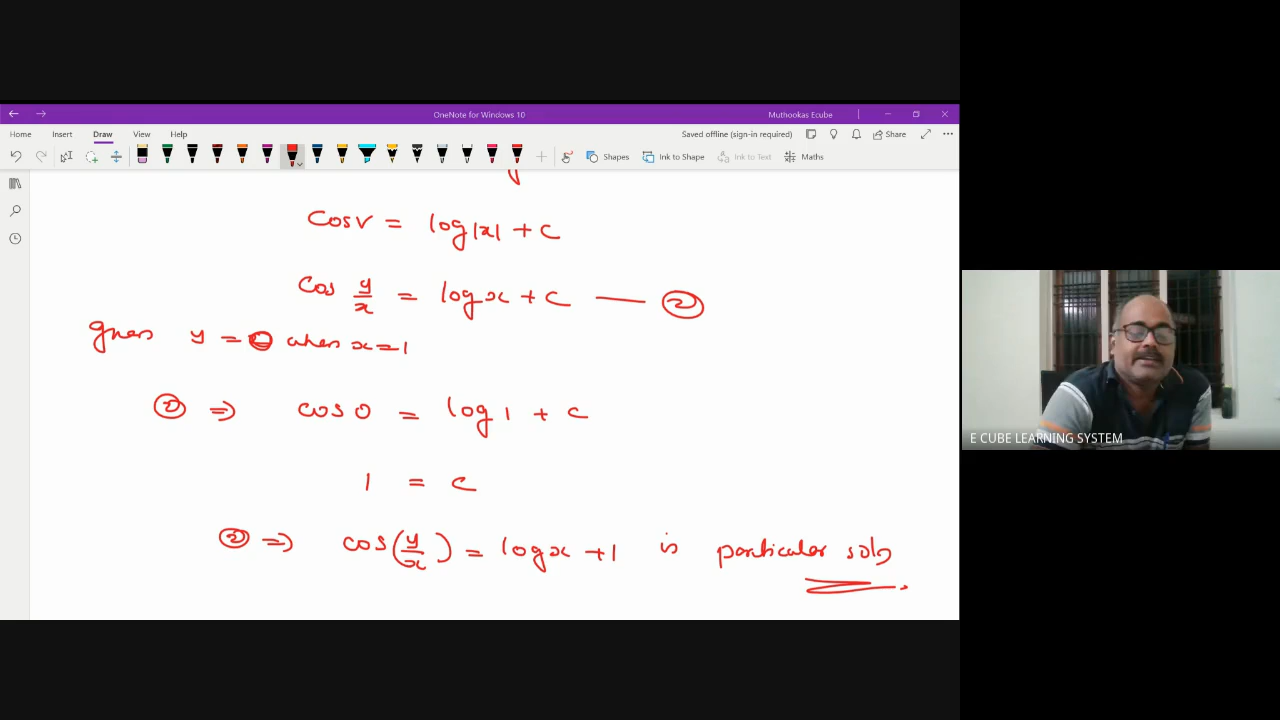 OneNote for Windows 10
Muthookas Ecube
Home Insert Draw View Help
Saved offline (sign-in required) Share
Shapes Ink to Shape Ink to Text Maths
cos v = log|x| + c
cos y/x = log x + c —— ②
y = 0 when x = 1
⇒ cos 0 = log 1 + c
1 = c
② ⇒ cos(y/x) = log x + 1 is particular soln
E CUBE LEARNING SYSTEM